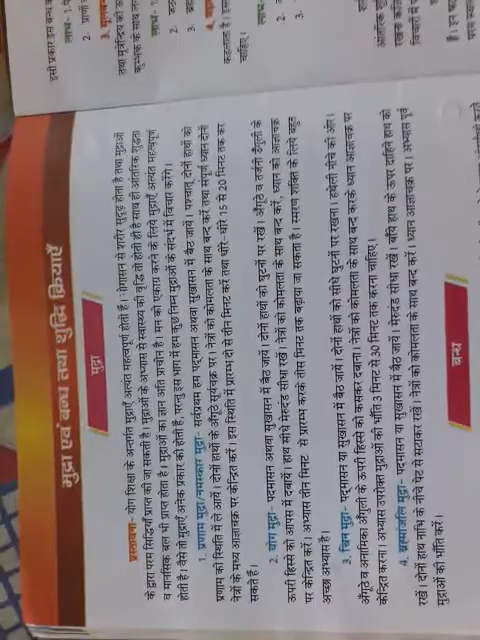 मुद्रा एवं बन्ध तथा शुद्धि क्रियाएँ
मुद्रा
प्रस्तावना- योग शिक्षा के अन्तर्गत मुद्राएँ अत्यंत महत्वपूर्ण होती हैं। योगासन से शरीर सुदृढ़ होता है तथा मुद्राओं
के द्वारा परम सिद्धियाँ प्राप्त की जा सकती है। मुद्राओं के अभ्यास से स्वास्थ्य की वृद्धि तो होती ही है साथ ही आंतरिक शुद्धता
व मानसिक बल भी प्राप्त होता है। मुद्राओं का ज्ञान अति प्राचीन है। मन को एकाग्र करने के लिये मुद्राएँ अत्यन्त महत्वपूर्ण
होती हैं। वैसे तो मुद्राएँ अनेक प्रकार की होती हैं, परन्तु इस भाग में हम कुछ निम्न मुद्राओं के संदर्भ में विचार करेंगे।
1. प्रणाम मुद्रा/नमस्कार मुद्रा- सर्वप्रथम हम पद्मासन अथवा सुखासन में बैठ जायें। पश्चात् दोनों हाथों को
प्रणाम की स्थिति में ले आयें। दोनों हाथों के अँगूठे सूर्यचक्र पर। नेत्रों को कोमलता के साथ बन्द करें तथा संपूर्ण ध्यान दोनों
नेत्रों के मध्य आज्ञाचक्र पर केन्द्रित करें। इस स्थिति में प्रारम्भ दो से तीन मिनट करें तथा धीरे-धीरे 15 से 20 मिनट तक कर
सकते हैं।
2. योग मुद्रा- पदमासन अथवा सुखासन में बैठ जायें। दोनों हाथों को घुटनों पर रखें। अँगूठे व तर्जनी उँगुली के
ऊपरी हिस्से को आपस में दबायें। हाथ सीधे मेरुदंड सीधा रखें। नेत्रों को कोमलता के साथ बन्द करें, ध्यान को आज्ञाचक्र
पर केन्द्रित करें। अभ्यास तीन मिनट से प्रारम्भ करके तीस मिनट तक बढ़ाया जा सकता है। स्मरण शक्ति के लिये बहुत
अच्छा अभ्यास है।
3. चिन मुद्रा- पद्मासन या सुखासन में बैठ जायें। दोनों हाथों को सीधे घुटनों पर रखना। हथेली नीचे की ओर।
अँगूठे व अनामिका अँगुली के ऊपरी हिस्से को कसकर दबाना। नेत्रों को कोमलता के साथ बन्द करके ध्यान आज्ञाचक्र पर
केन्द्रित करना। अभ्यास उपरोक्त मुद्राओं की भाँति 3 मिनट से 30 मिनट तक करना चाहिए।
4. ब्रह्मांजलि मुद्रा- पदमासन या सुखासन में बैठ जायें। मेरुदंड सीधा रखें। बाँये हाथ के ऊपर दाहिने हाथ को
रखें। दोनों हाथ नाभि के नीचे पेट से सटाकर रखें। नेत्रों को कोमलता के साथ बन्द करें। ध्यान आज्ञाचक्र पर। अभ्यास पूर्व
मुद्राओं की भाँति करें।
बन्ध